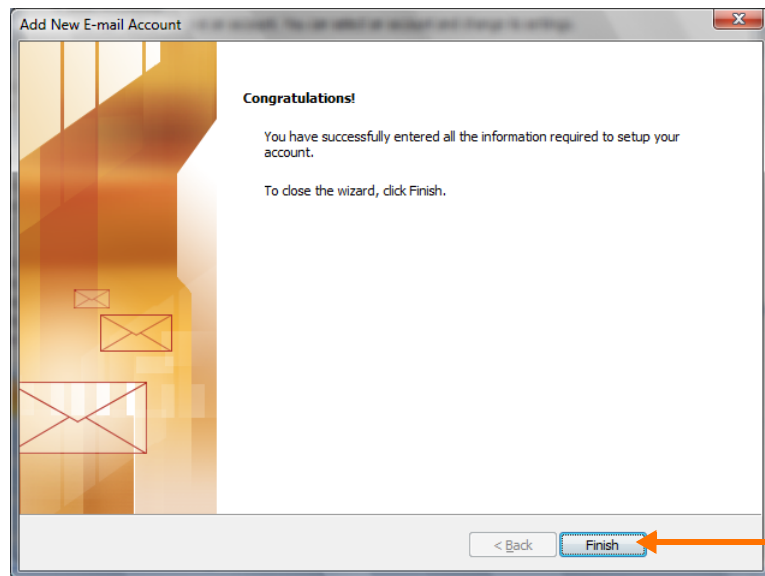 Add New E-mail Account
Congratulations!
You have successfully entered all the information required to setup your
account.
To close the wizard, click Finish.
< Back
Finish